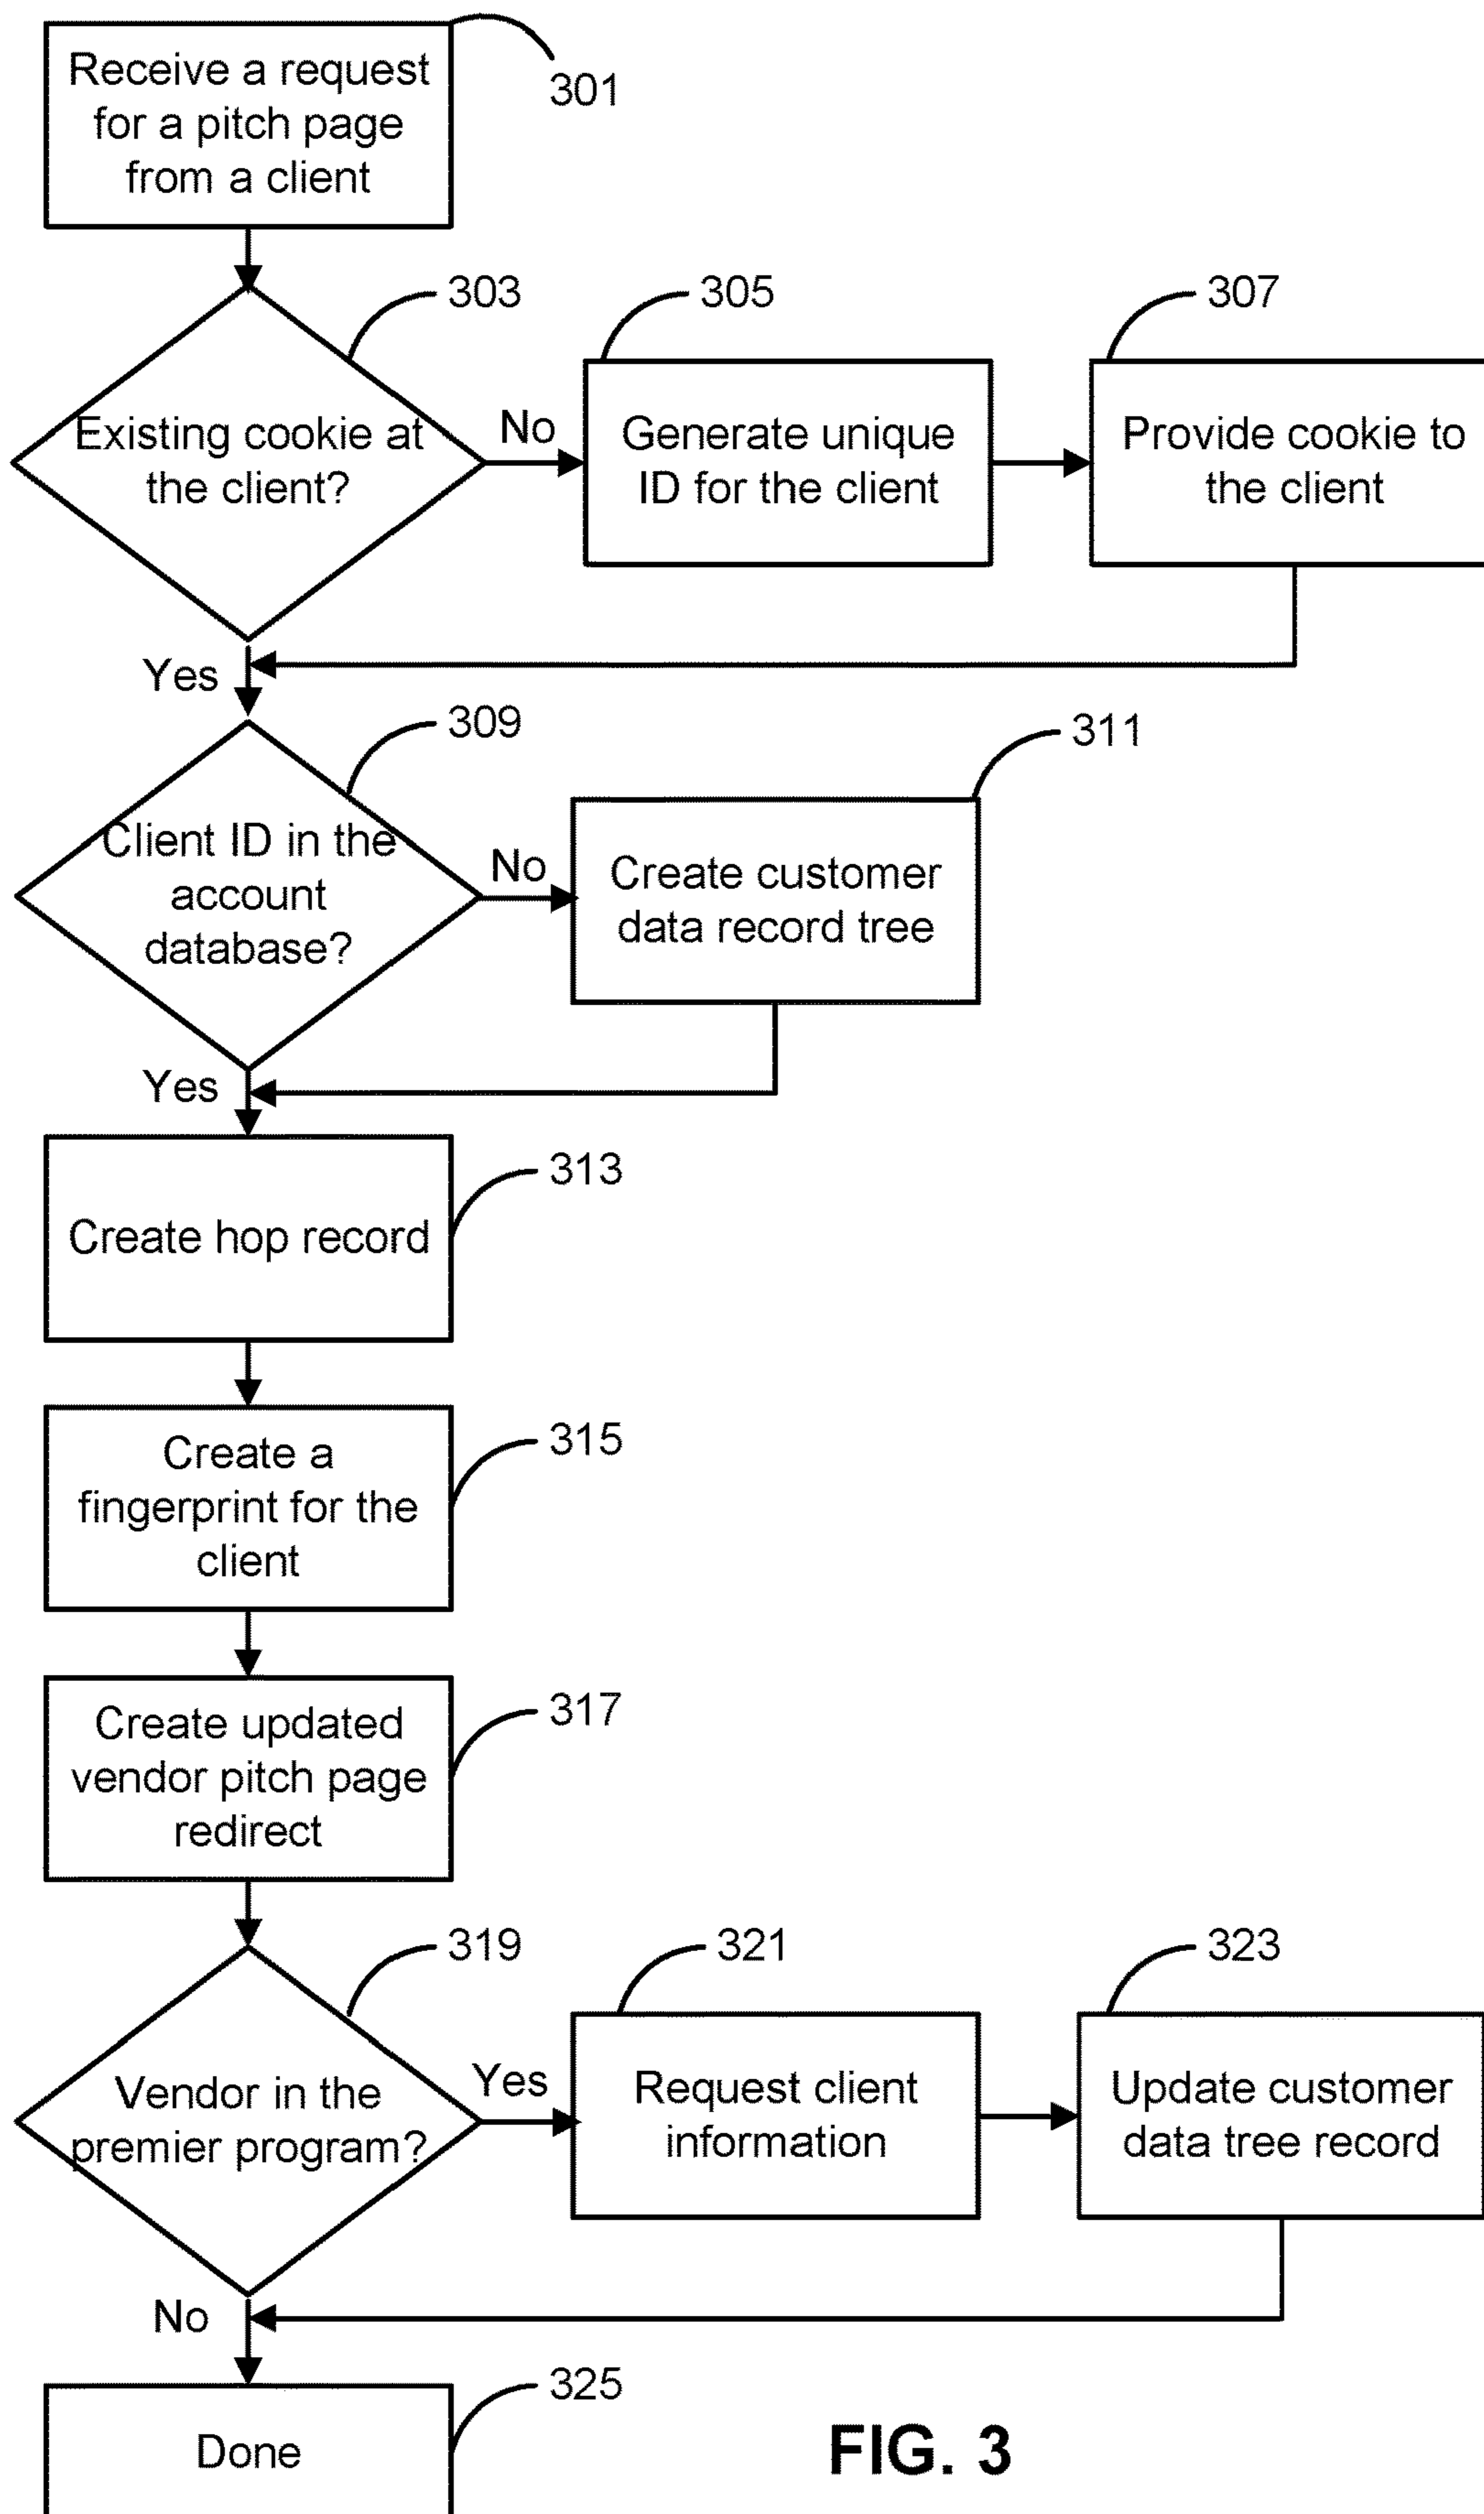 Receive a request
for a pitch page
from a client
301
303
Existing cookie at
the client?
No
305
Generate unique
ID for the client
307
Provide cookie to
the client
Yes
309
Client ID in the
account
database?
No
311
Create customer
data record tree
Yes
313
Create hop record
315
Create a
fingerprint for the
client
317
Create updated
vendor pitch page
redirect
319
Vendor in the
premier program?
Yes
321
Request client
information
323
Update customer
data tree record
No
325
Done
FIG. 3